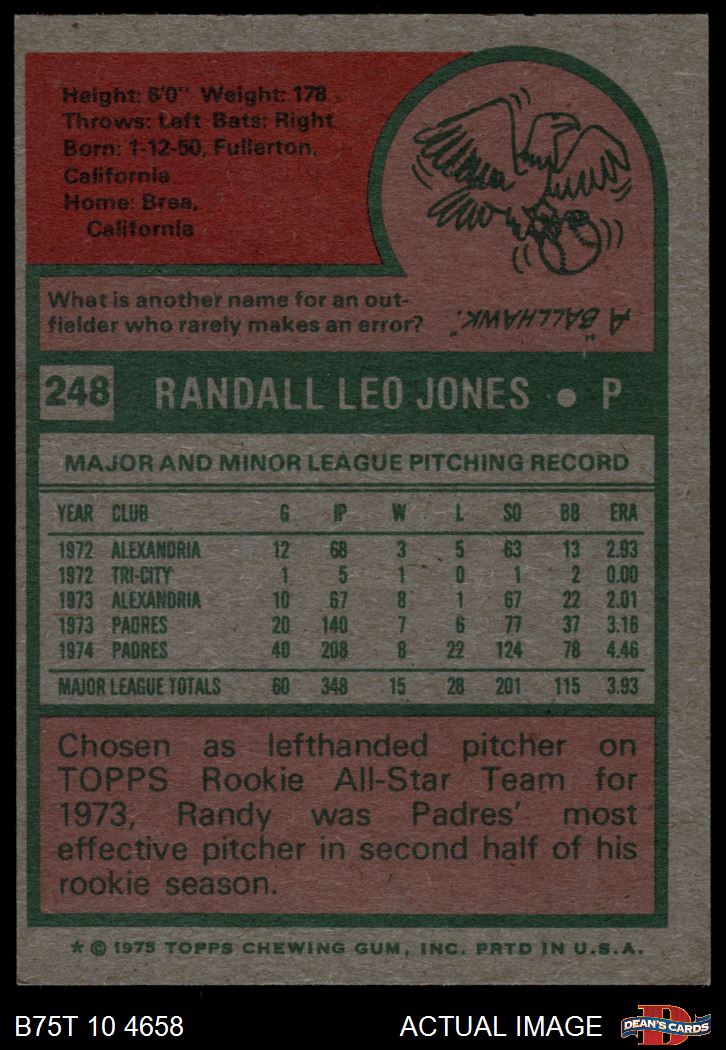 Height: 6'0" Weight: 178
Throws: Left Bats: Right
Born: 1-12-50, Fullerton,
California
Home: Brea,
California
What is another name for an out-
fielder who rarely makes an error?
A "BALLHAWK."
248 RANDALL LEO JONES • P
MAJOR AND MINOR LEAGUE PITCHING RECORD
YEAR CLUB G IP W L SO BB ERA
1972 ALEXANDRIA 12 68 3 5 63 13 2.93
1972 TRI-CITY 1 5 1 0 1 2 0.00
1973 ALEXANDRIA 10 67 8 1 67 22 2.01
1973 PADRES 20 140 7 6 77 37 3.16
1974 PADRES 40 208 8 22 124 78 4.46
MAJOR LEAGUE TOTALS 60 348 15 28 201 115 3.93
Chosen as lefthanded pitcher on
TOPPS Rookie All-Star Team for
1973, Randy was Padres' most
effective pitcher in second half of his
rookie season.
* © 1975 TOPPS CHEWING GUM, INC. PRTD IN U.S.A.
B75T 10 4658 ACTUAL IMAGE
D
DEAN'S CARDS